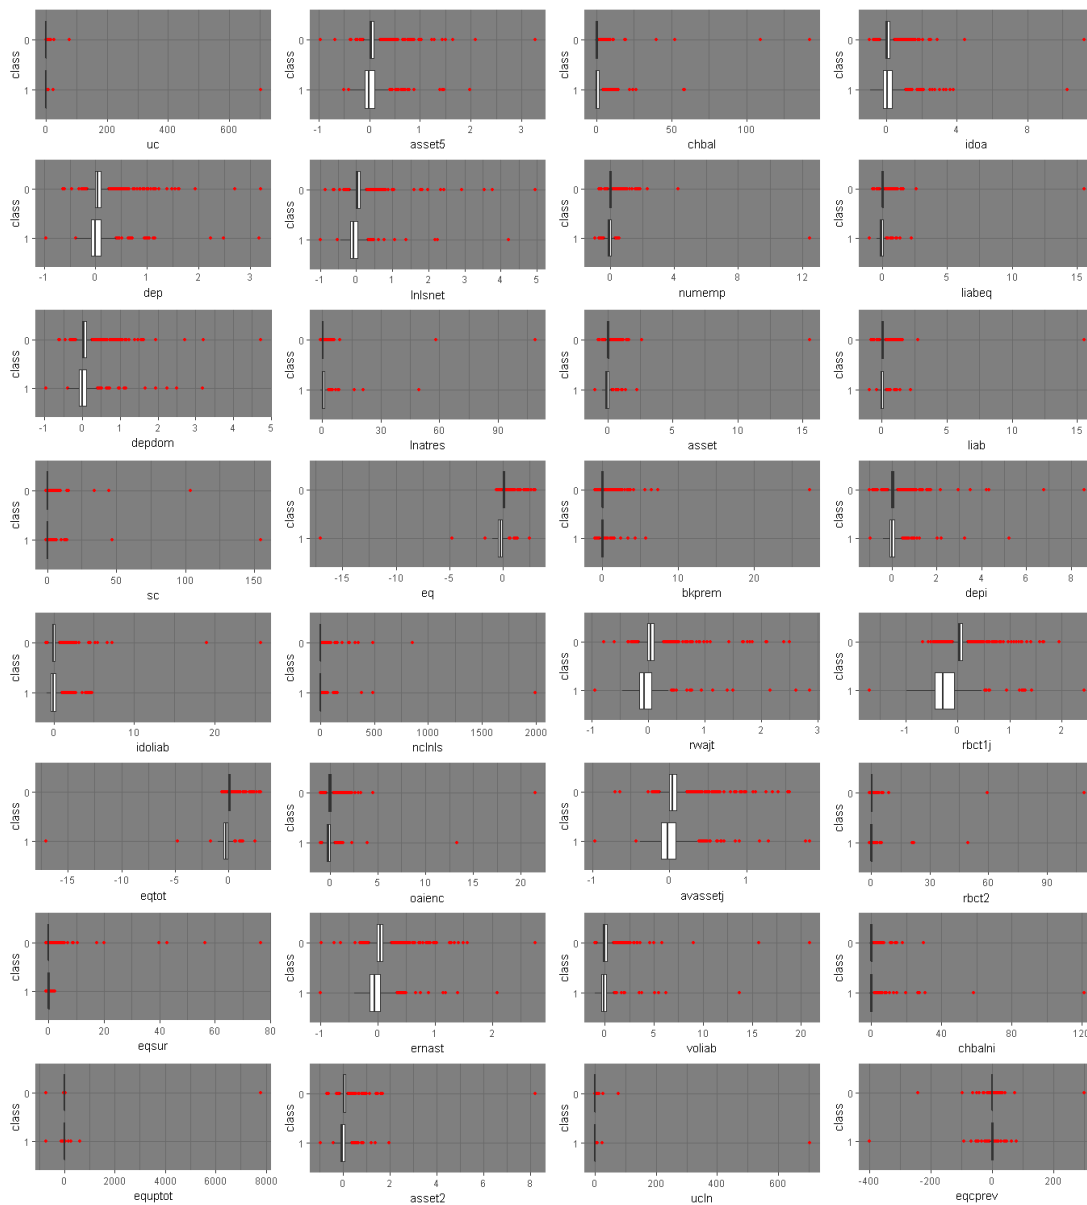 class
0
1
0 200 400 600
uc
class
0
1
-1 0 1 2 3
asset5
class
0
1
0 50 100
chbal
class
0
1
0 4 8
idoa
class
0
1
-1 0 1 2 3
dep
class
0
1
-1 0 1 2 3 4 5
lnlsnet
class
0
1
0 4 8 12
numemp
class
0
1
0 5 10 15
liabeq
class
0
1
-1 0 1 2 3 4 5
depdom
class
0
1
0 30 60 90
lnatres
class
0
1
0 5 10 15
asset
class
0
1
0 5 10 15
liab
class
0
1
0 50 100 150
sc
class
0
1
-15 -10 -5 0
eq
class
0
1
0 10 20
bkprem
class
0
1
0 2 4 6 8
depi
class
0
1
0 10 20
idoliab
class
0
1
0 500 1000 1500 2000
nclnls
class
0
1
-1 0 1 2 3
rwajt
class
0
1
-1 0 1 2
rbct1j
class
0
1
-15 -10 -5 0
eqtot
class
0
1
0 5 10 15 20
oaienc
class
0
1
-1 0 1
avassetj
class
0
1
0 30 60 90
rbct2
class
0
1
0 20 40 60 80
eqsur
class
0
1
-1 0 1 2
ernast
class
0
1
0 5 10 15 20
voliab
class
0
1
0 40 80 120
chbalni
class
0
1
0 2000 4000 6000 8000
equptot
class
0
1
0 2 4 6 8
asset2
class
0
1
0 200 400 600
ucln
class
0
1
-400 -200 0 200
eqcprev